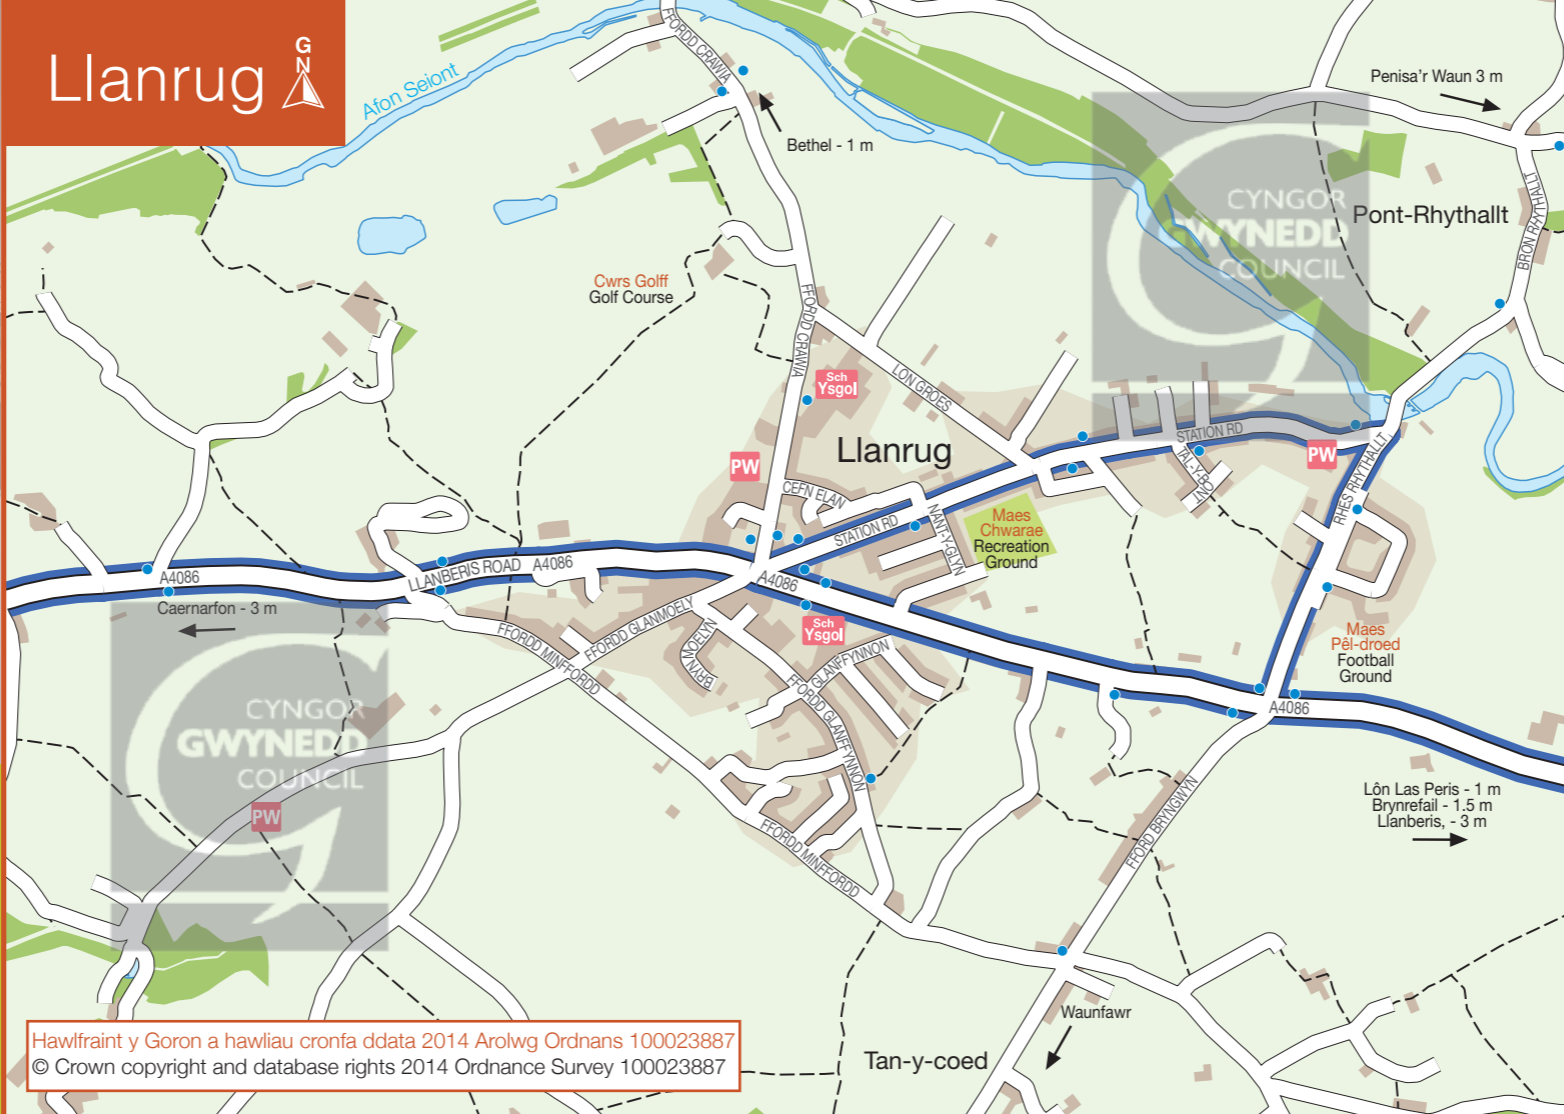 Llanrug
G
N
Afon Seiont
FFORDD CRAWIA
Bethel - 1 m
Penisa'r Waun 3 m
CYNGOR
GWYNEDD
COUNCIL
Pont-Rhythallt
BRON RHYTHALLT
Cwrs Golff
Golf Course
FFORDD CRAWIA
Sch
Ysgol
LON GROES
Llanrug
STATION RD
PW
PW
TAL-Y-BONT
RHES RHYTHALLT
CEFN ELAN
STATION RD
NANT-Y-GLYN
Maes
Chwarae
Recreation
Ground
A4086
LLANBERIS ROAD
A4086
A4086
Caernarfon - 3 m
FFORDD MINFFORDD
FFORDD GLANMOELY
BRYN MOELYN
Sch
Ysgol
GLANFFYNNON
FFORDD GLANFFYNNON
Maes
Pêl-droed
Football
Ground
A4086
CYNGOR
GWYNEDD
COUNCIL
PW
FFORDD MINFFORDD
FFORD BRYNGWYN
Lôn Las Peris - 1 m
Brynrefail - 1.5 m
Llanberis, - 3 m
Waunfawr
Tan-y-coed
Hawlfraint y Goron a hawliau cronfa ddata 2014 Arolwg Ordnans 100023887
© Crown copyright and database rights 2014 Ordnance Survey 100023887